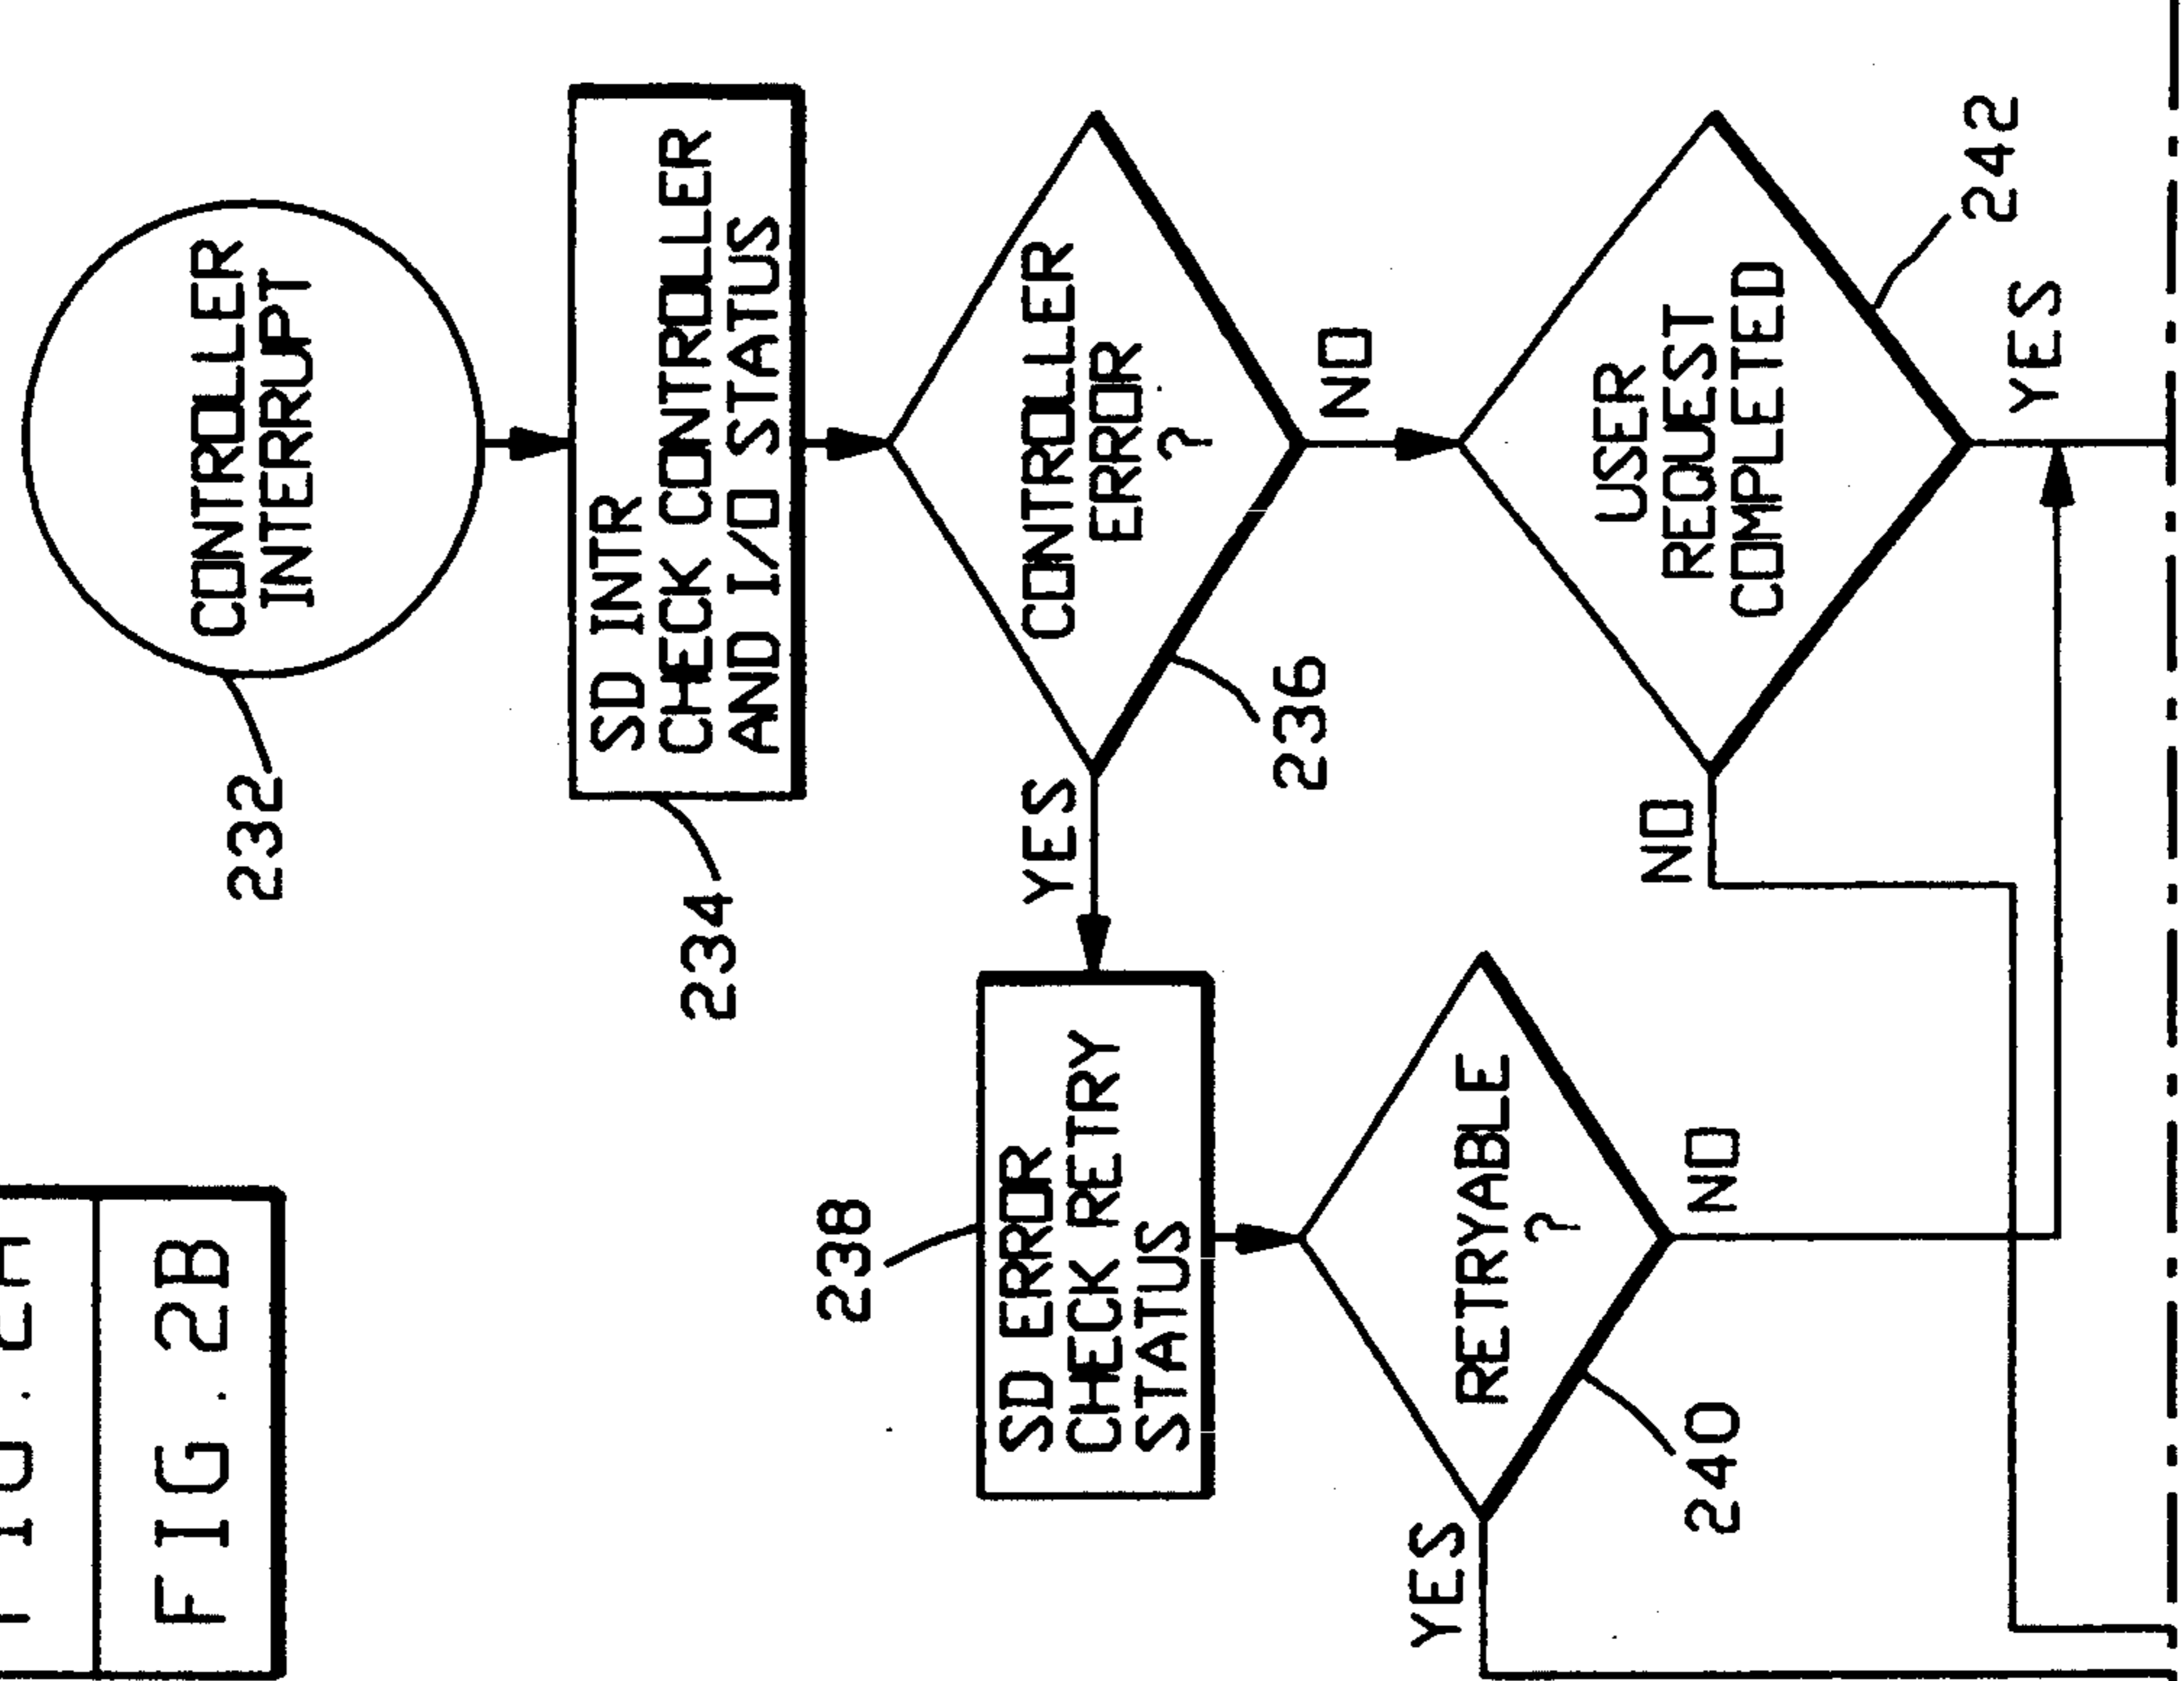 FIG. 2B
232
CONTROLLER
INTERRUPT
234
SD INTR
CHECK CONTROLLER
AND I/O STATUS
238
SD ERROR
CHECK RETRY
STATUS
YES
CONTROLLER
ERROR
?
236
NO
YES
RETRYABLE
?
240
NO
NO
USER
REQUEST
COMPLETED
242
YES